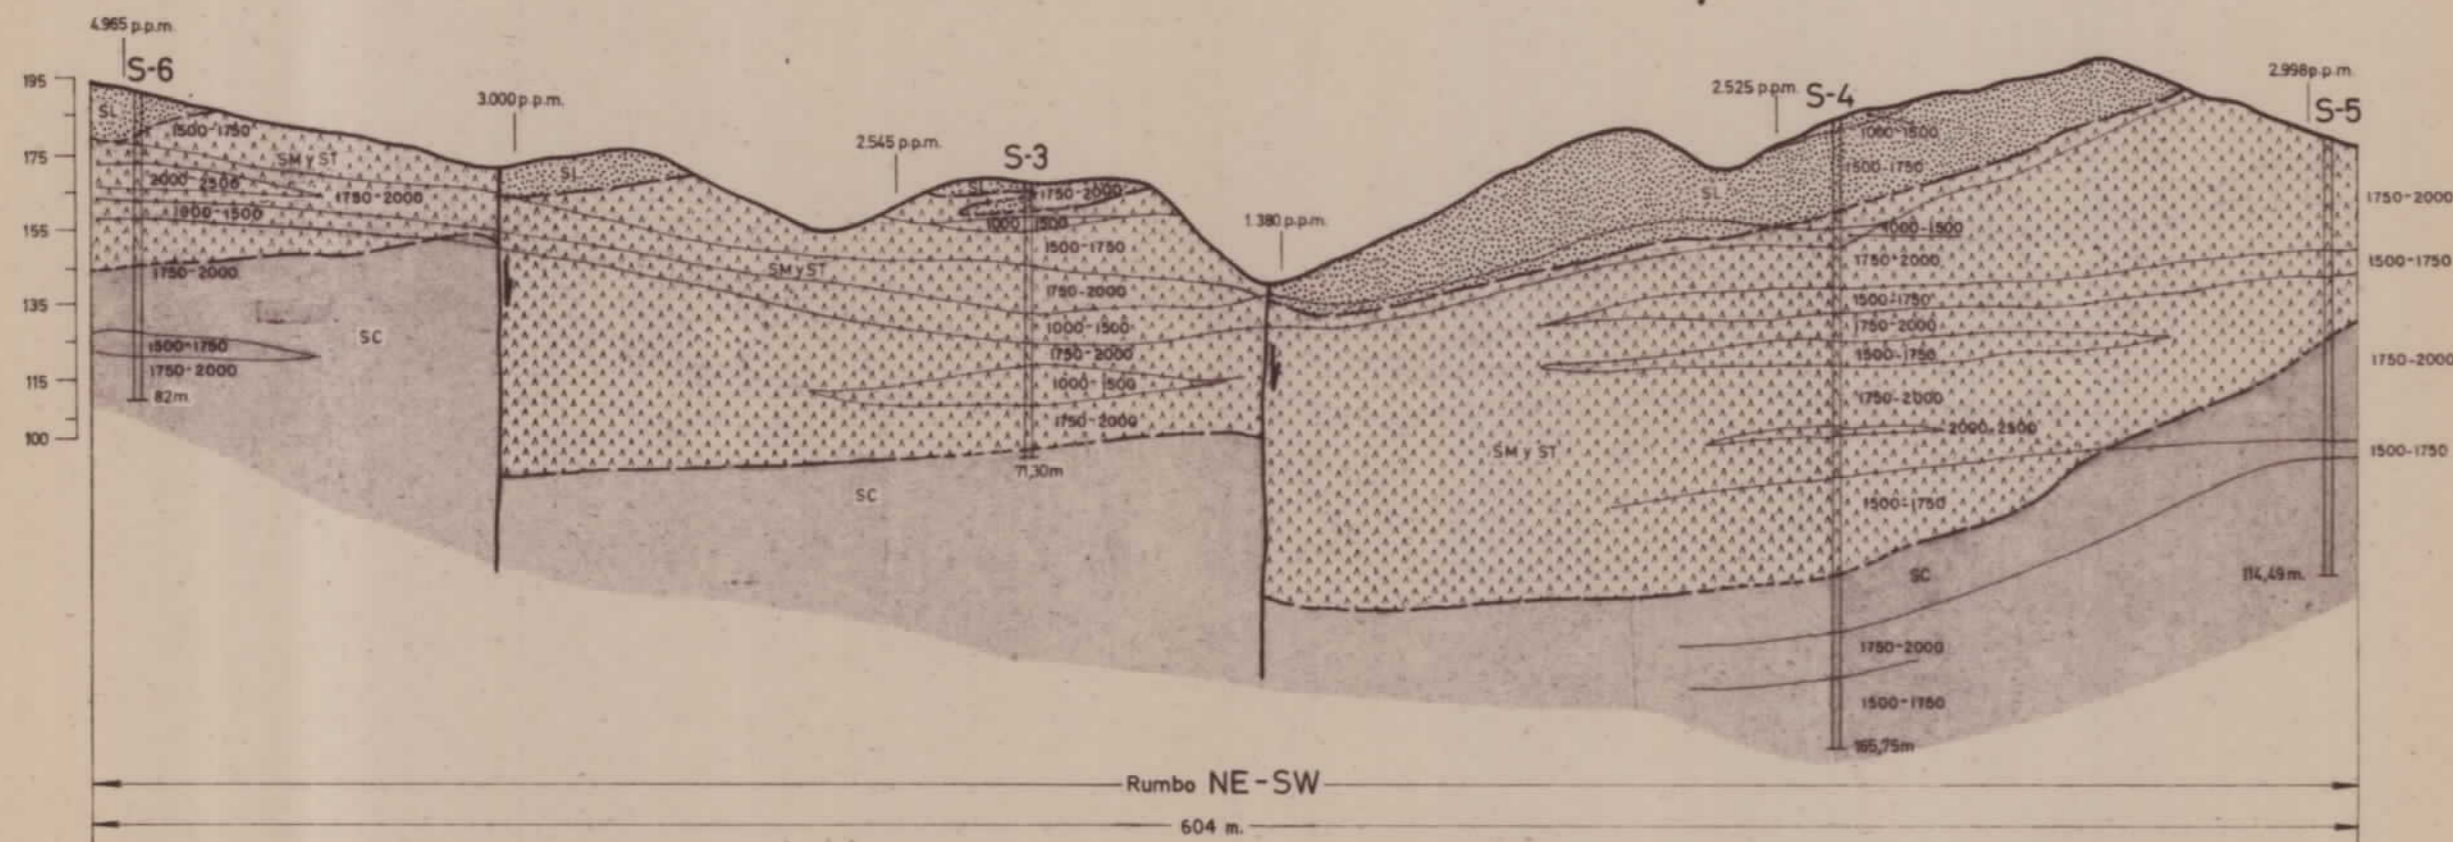 4.965 p.p.m.
S-6
3.000 p.p.m.
2.545 p.p.m.
S-3
1.380 p.p.m.
2.525 p.p.m.
S-4
2.998 p.p.m.
S-5
195
175
155
135
115
100
SL
1500-1750
SM y ST
2000-2500
1750-2000
1000-1500
1750-2000
SC
1500-1750
1750-2000
82m
SL
SL
1750-2000
1000-1500
1500-1750
SM y ST
1750-2000
1000-1500
1750-2000
1000-1500
1750-2000
71,30m
SC
SL
1000-1500
1500-1750
1000-1500
1750-2000
1500-1750
1750-2000
1500-1750
1750-2000
2000-2500
SM y ST
1500-1750
SC
1750-2000
1500-1750
165,75m
1750-2000
1500-1750
1750-2000
1500-1750
114,49m.
Rumbo NE-SW
604 m.